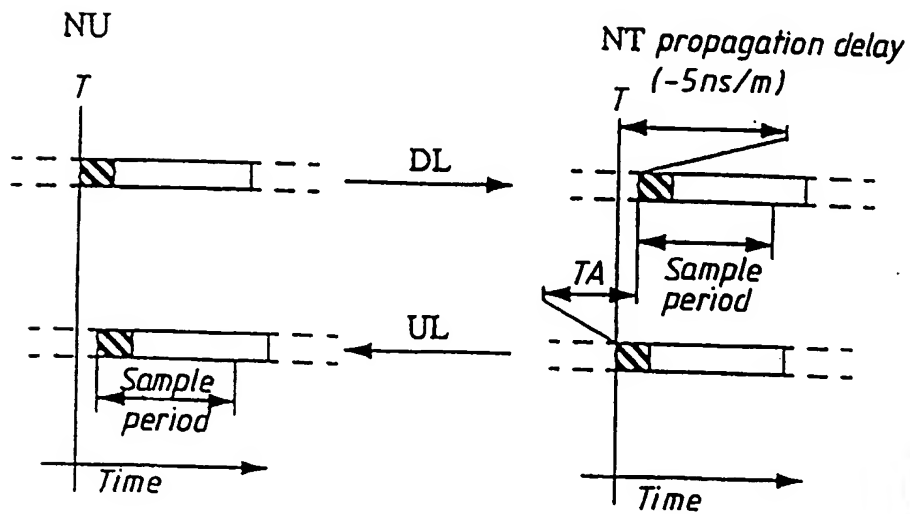 NU
NT propagation delay
(-5ns/m)
T
T
DL
TA
Sample
period
UL
Sample
period
Time
Time